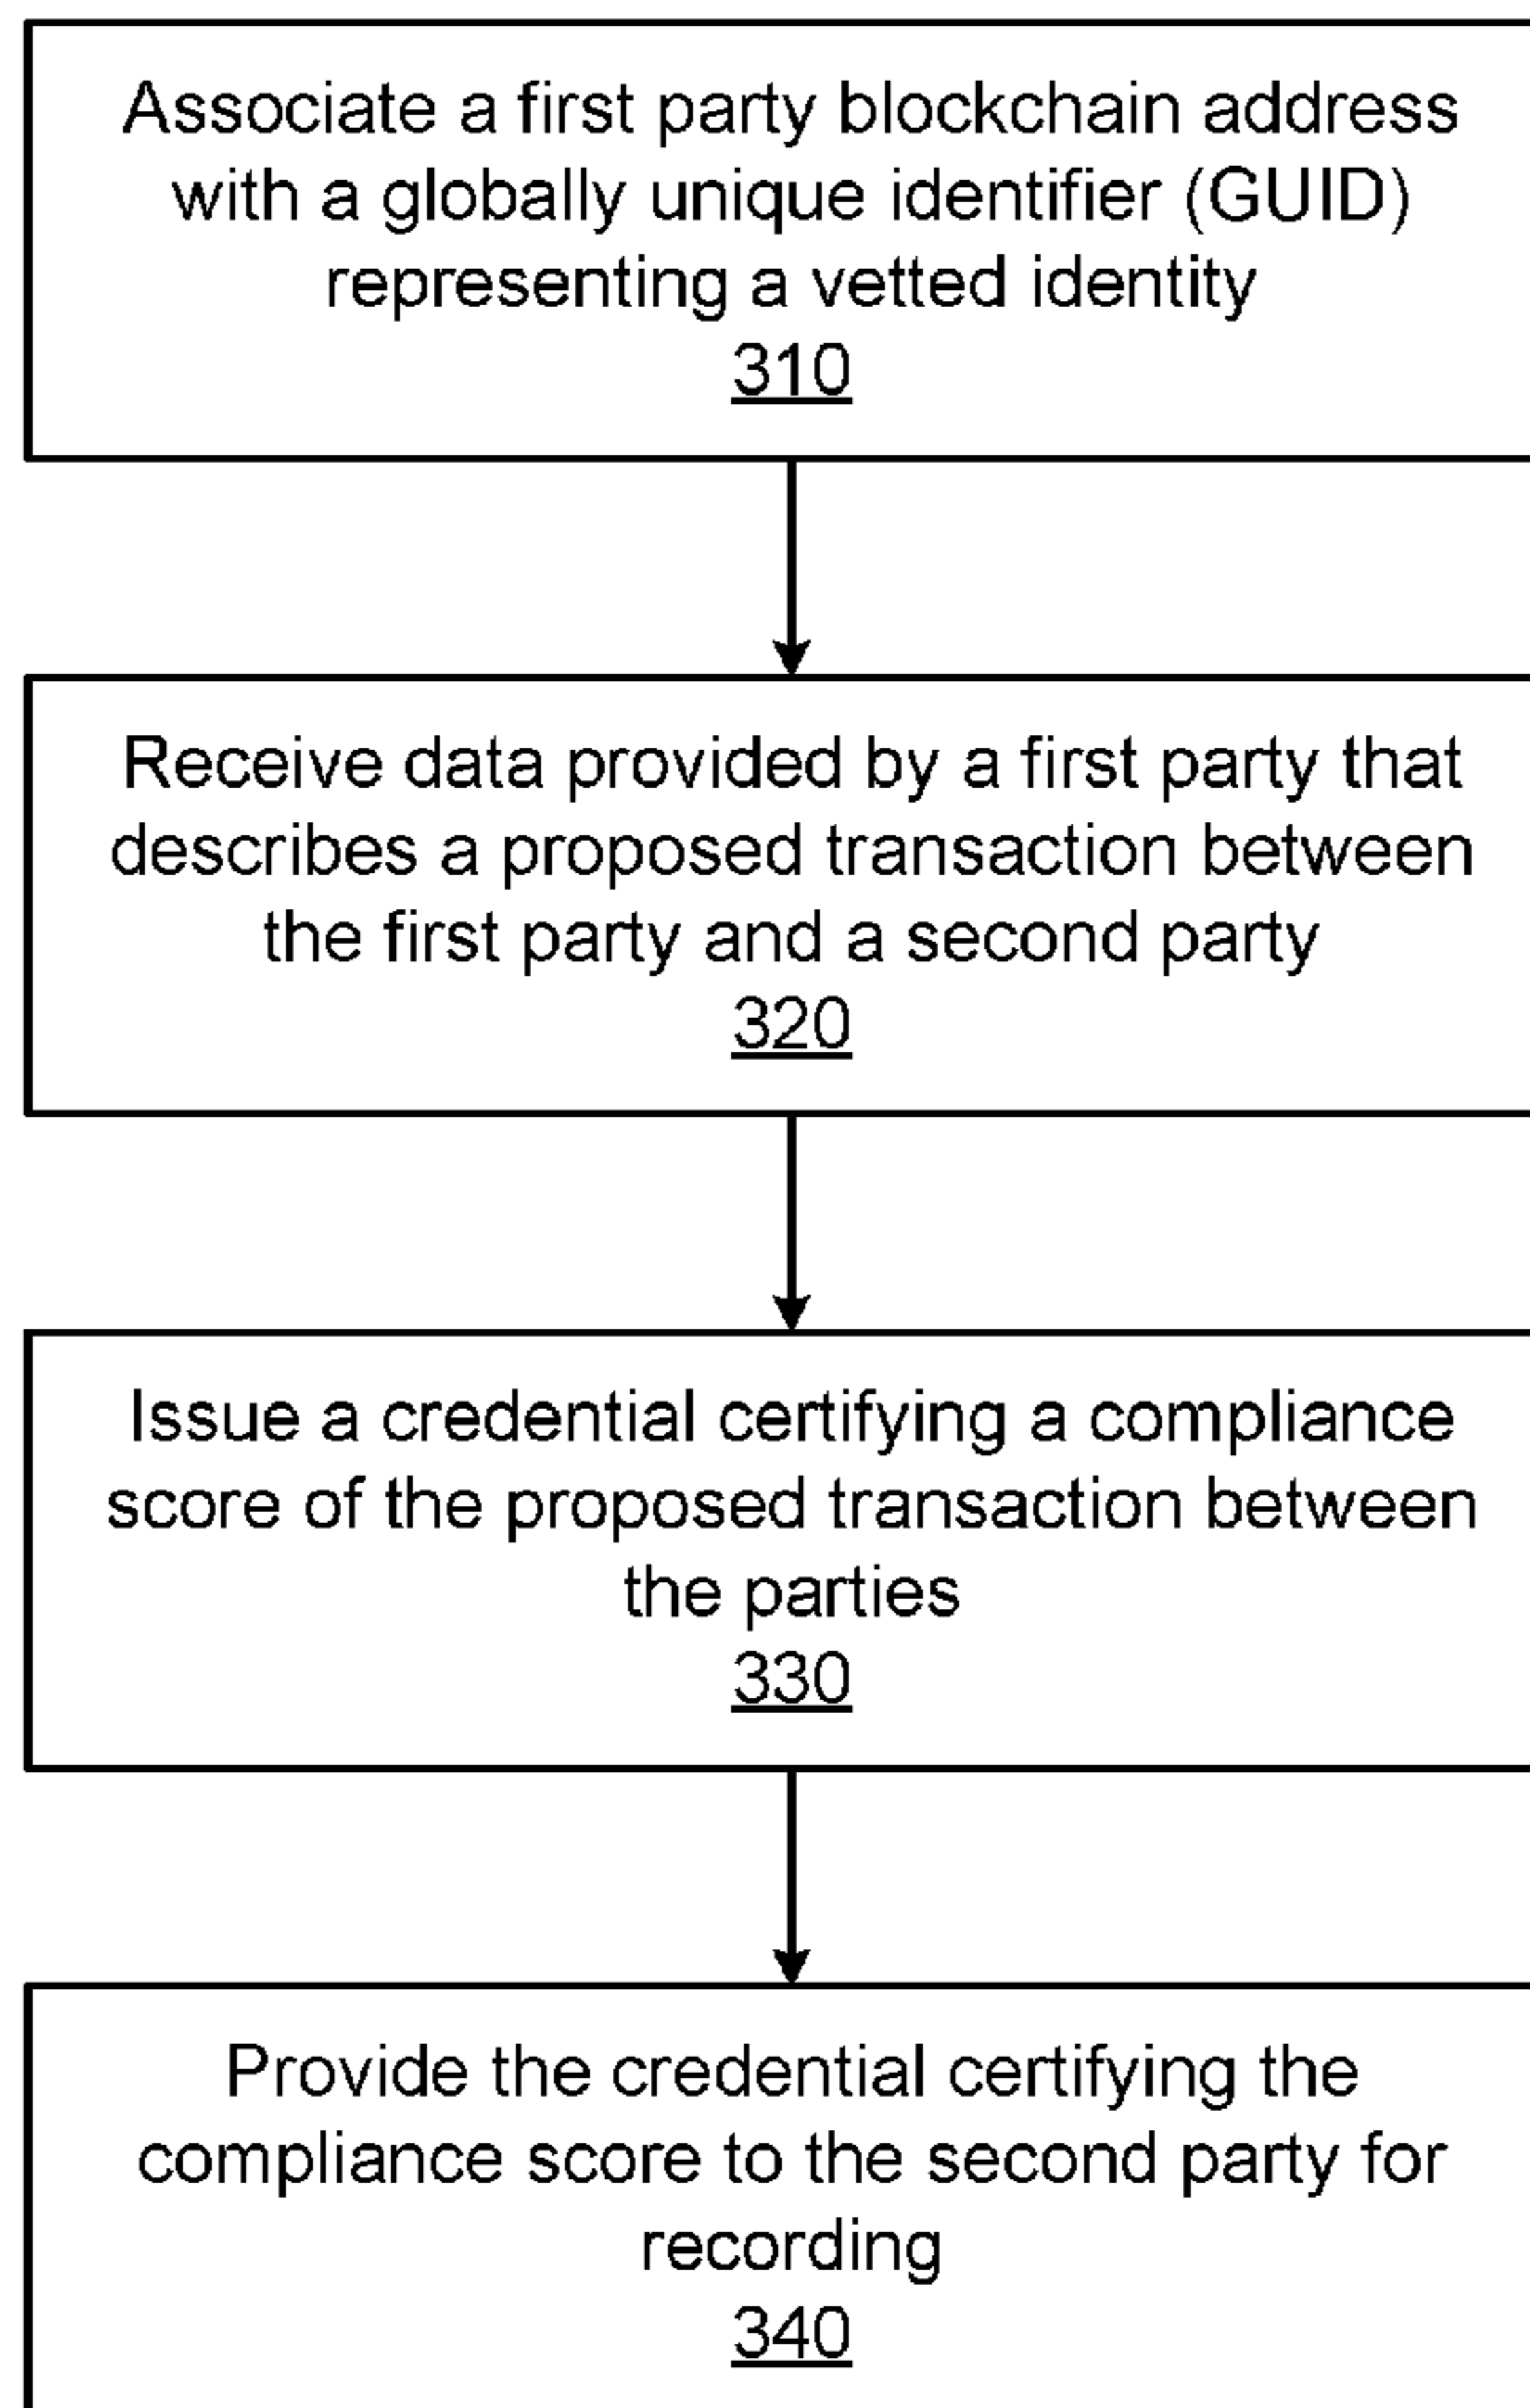 Associate a first party blockchain address
with a globally unique identifier (GUID)
representing a vetted identity
310
Receive data provided by a first party that
describes a proposed transaction between
the first party and a second party
320
Issue a credential certifying a compliance
score of the proposed transaction between
the parties
330
Provide the credential certifying the
compliance score to the second party for
recording
340